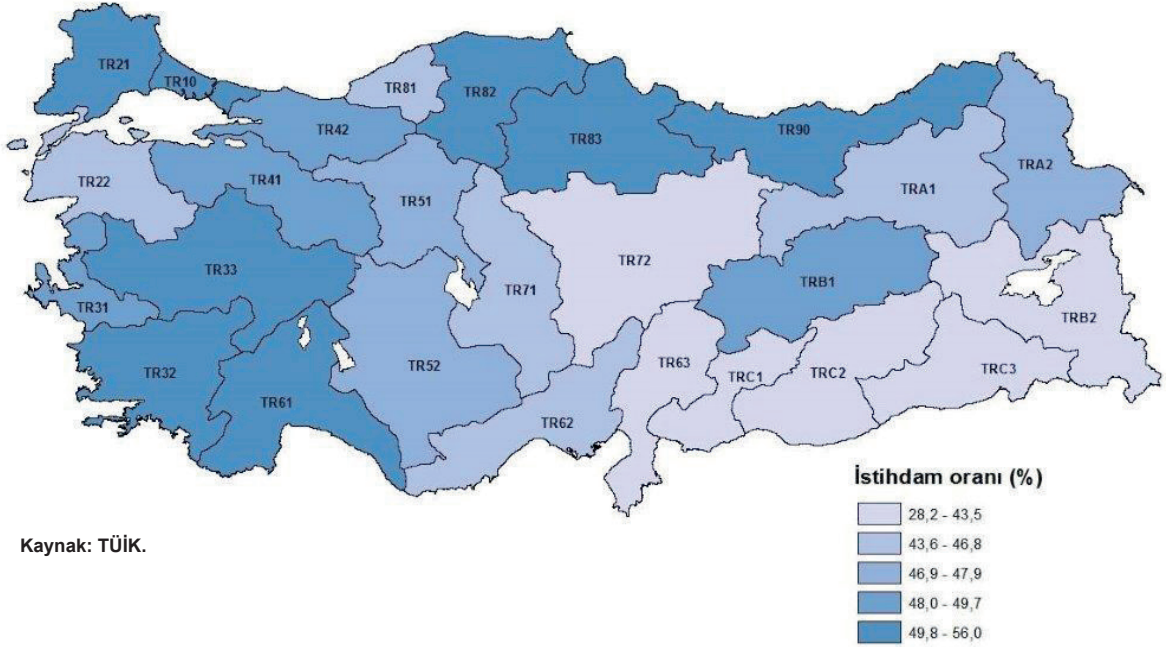 TR21
TR10
TR81
TR82
TR42
TR83
TR90
TRA2
TR22
TR41
TR51
TRA1
TR33
TR72
TRB1
TR31
TR71
TRB2
TR32
TR52
TR63
TRC1
TRC2
TRC3
TR61
TR62
İstihdam oranı (%)
28,2 - 43,5
43,6 - 46,8
46,9 - 47,9
48,0 - 49,7
49,8 - 56,0
Kaynak: TÜİK.